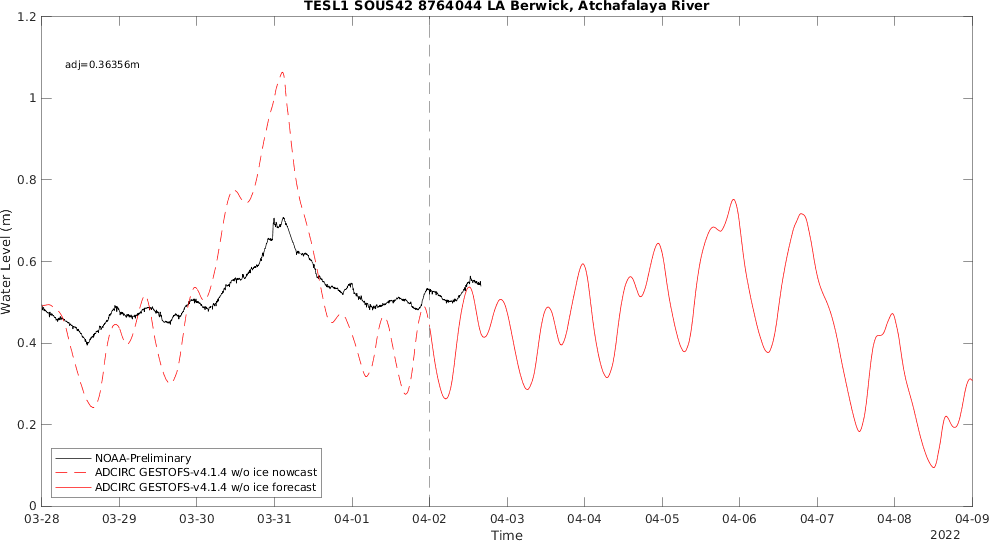 TESL1 SOUS42 8764044 LA Berwick, Atchafalaya River
adj=0.36356m
1.2
1
0.8
0.6
0.4
0.2
0
Water Level (m)
NOAA-Preliminary
ADCIRC GESTOFS-v4.1.4 w/o ice nowcast
ADCIRC GESTOFS-v4.1.4 w/o ice forecast
03-28 03-29 03-30 03-31 04-01 04-02 04-03 04-04 04-05 04-06 04-07 04-08 04-09
Time
2022